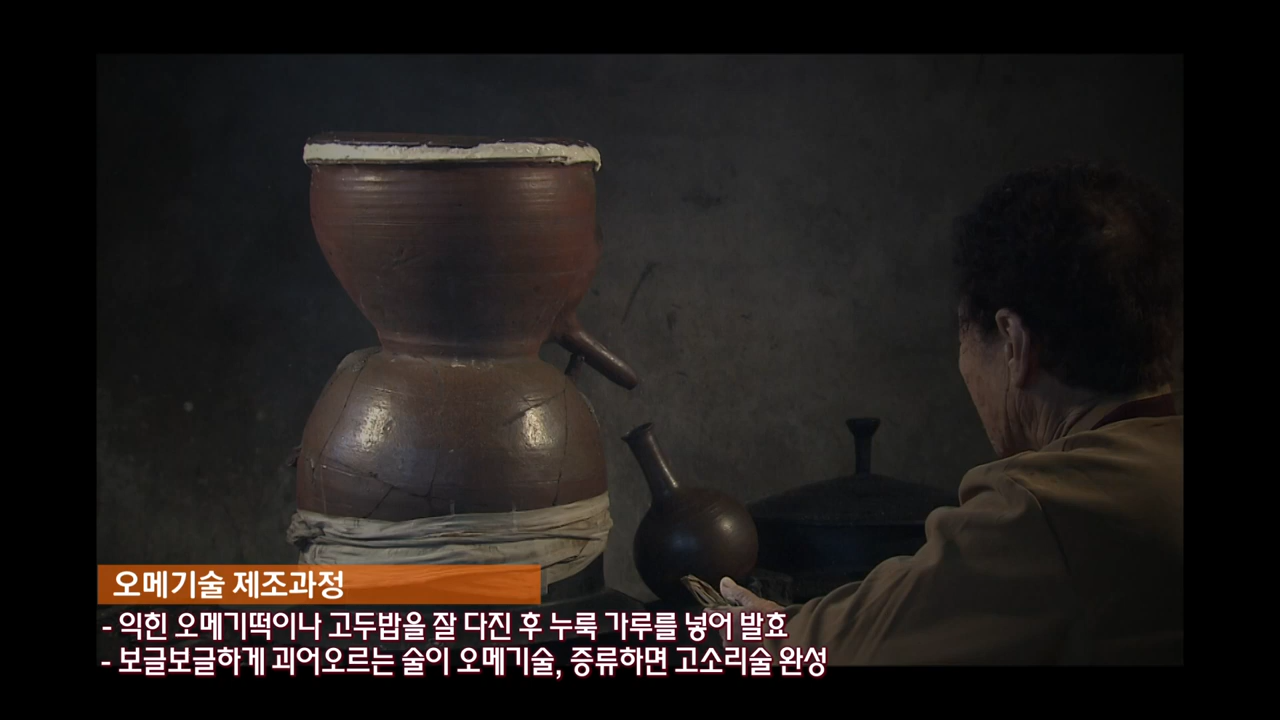 오메기술 제조과정
- 익힌 오메기떡이나 고두밥을 잘 다진 후 누룩 가루를 넣어 발효
- 보글보글하게 괴어오르는 술이 오메기술, 증류하면 고소리술 완성